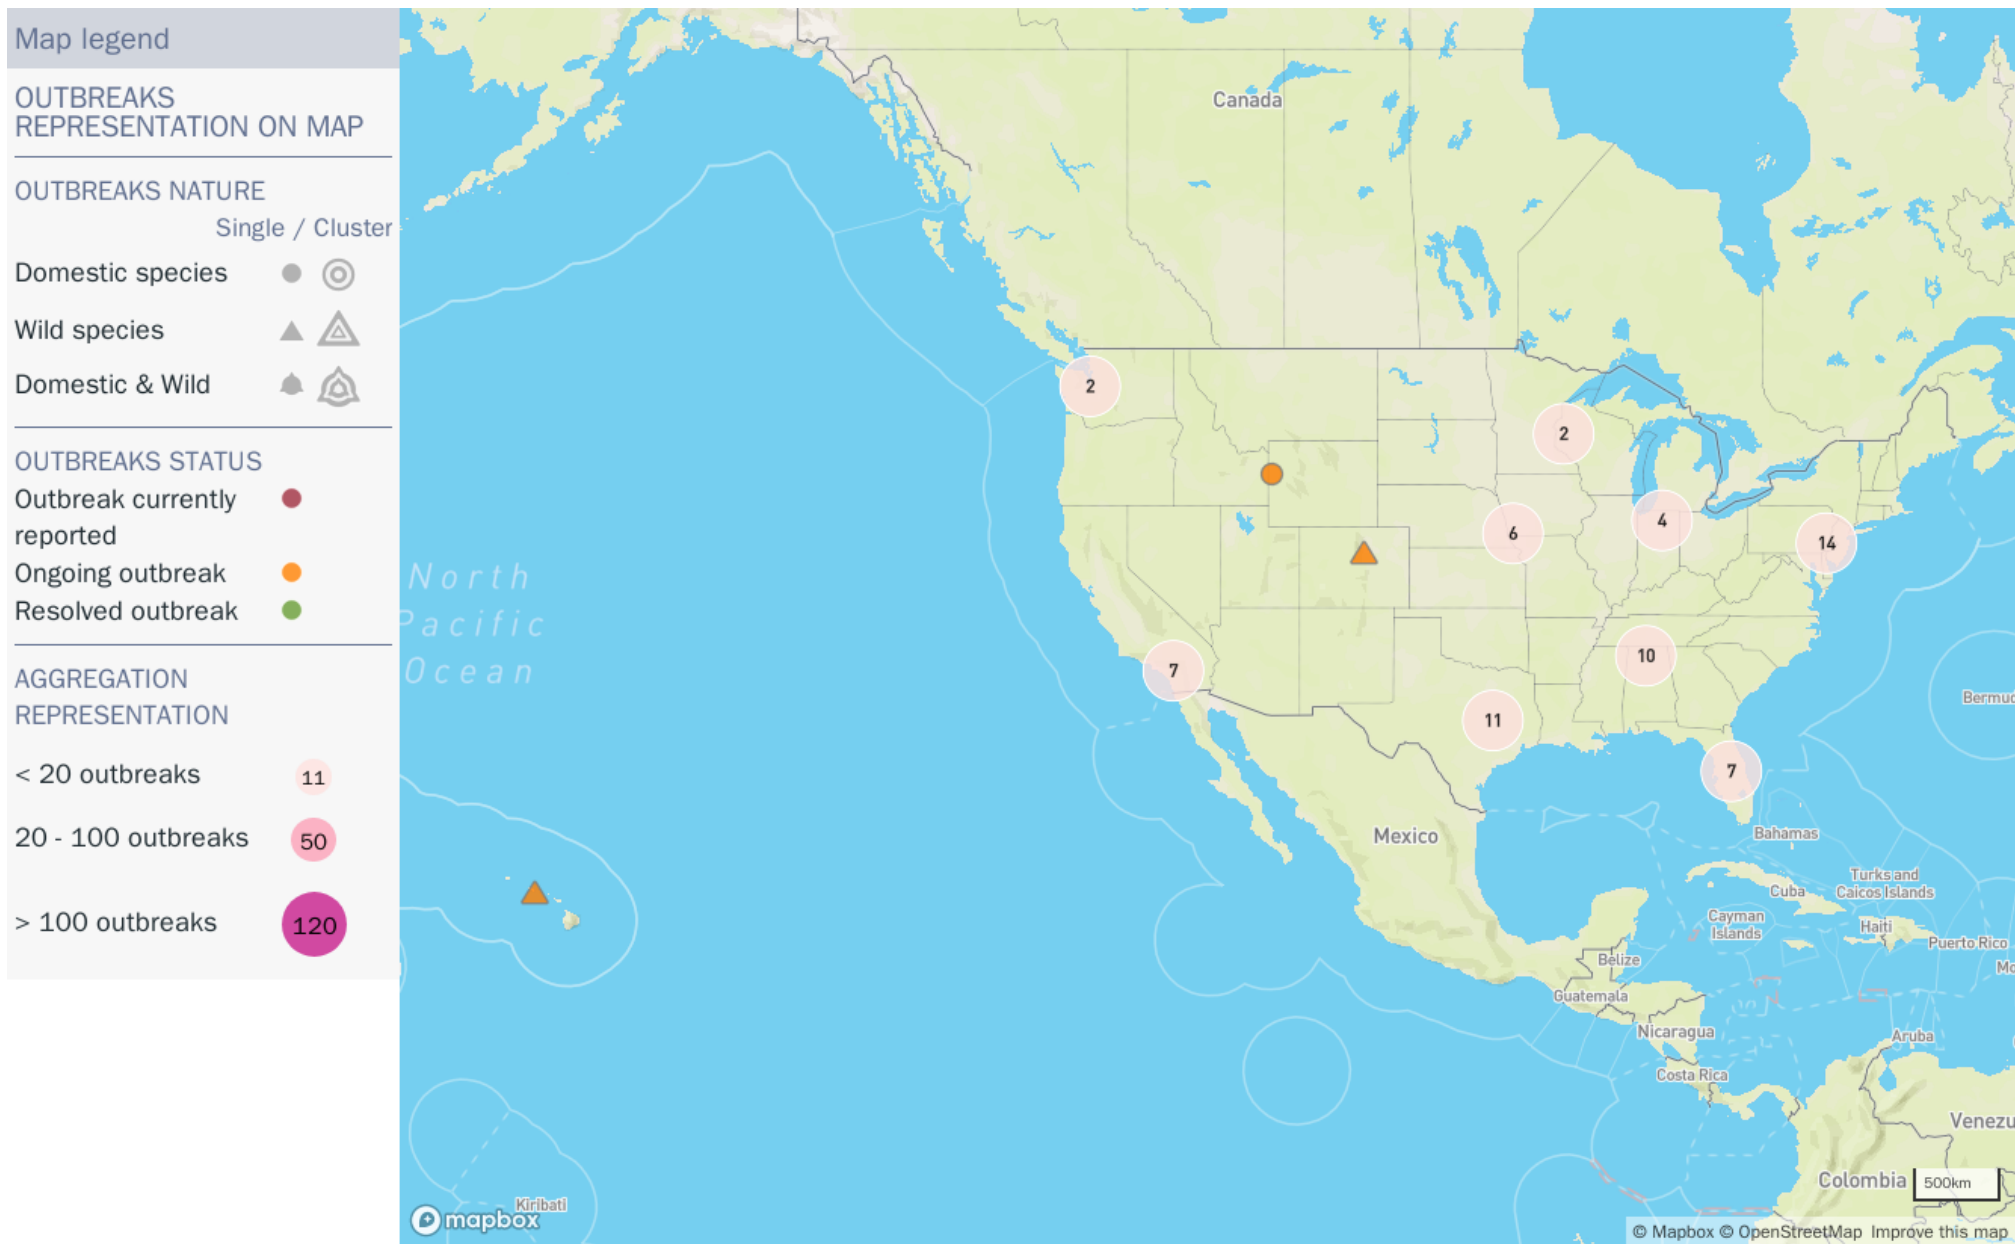 Map legend
OUTBREAKS
REPRESENTATION ON MAP
OUTBREAKS NATURE
Single / Cluster
Domestic species
Wild species
Domestic & Wild
OUTBREAKS STATUS
Outbreak currently
reported
Ongoing outbreak
Resolved outbreak
AGGREGATION
REPRESENTATION
< 20 outbreaks
11
20 - 100 outbreaks
50
> 100 outbreaks
120
Canada
2
2
6
4
14
North
Pacific
Ocean
7
10
11
7
Bermud
Mexico
Bahamas
Cuba
Turks and
Caicos Islands
Cayman
Islands
Haiti
Puerto Rico
Mo
Belize
Guatemala
Nicaragua
Aruba
Costa Rica
Venezu
Colombia
500km
Kiribati
mapbox
© Mapbox © OpenStreetMap Improve this map